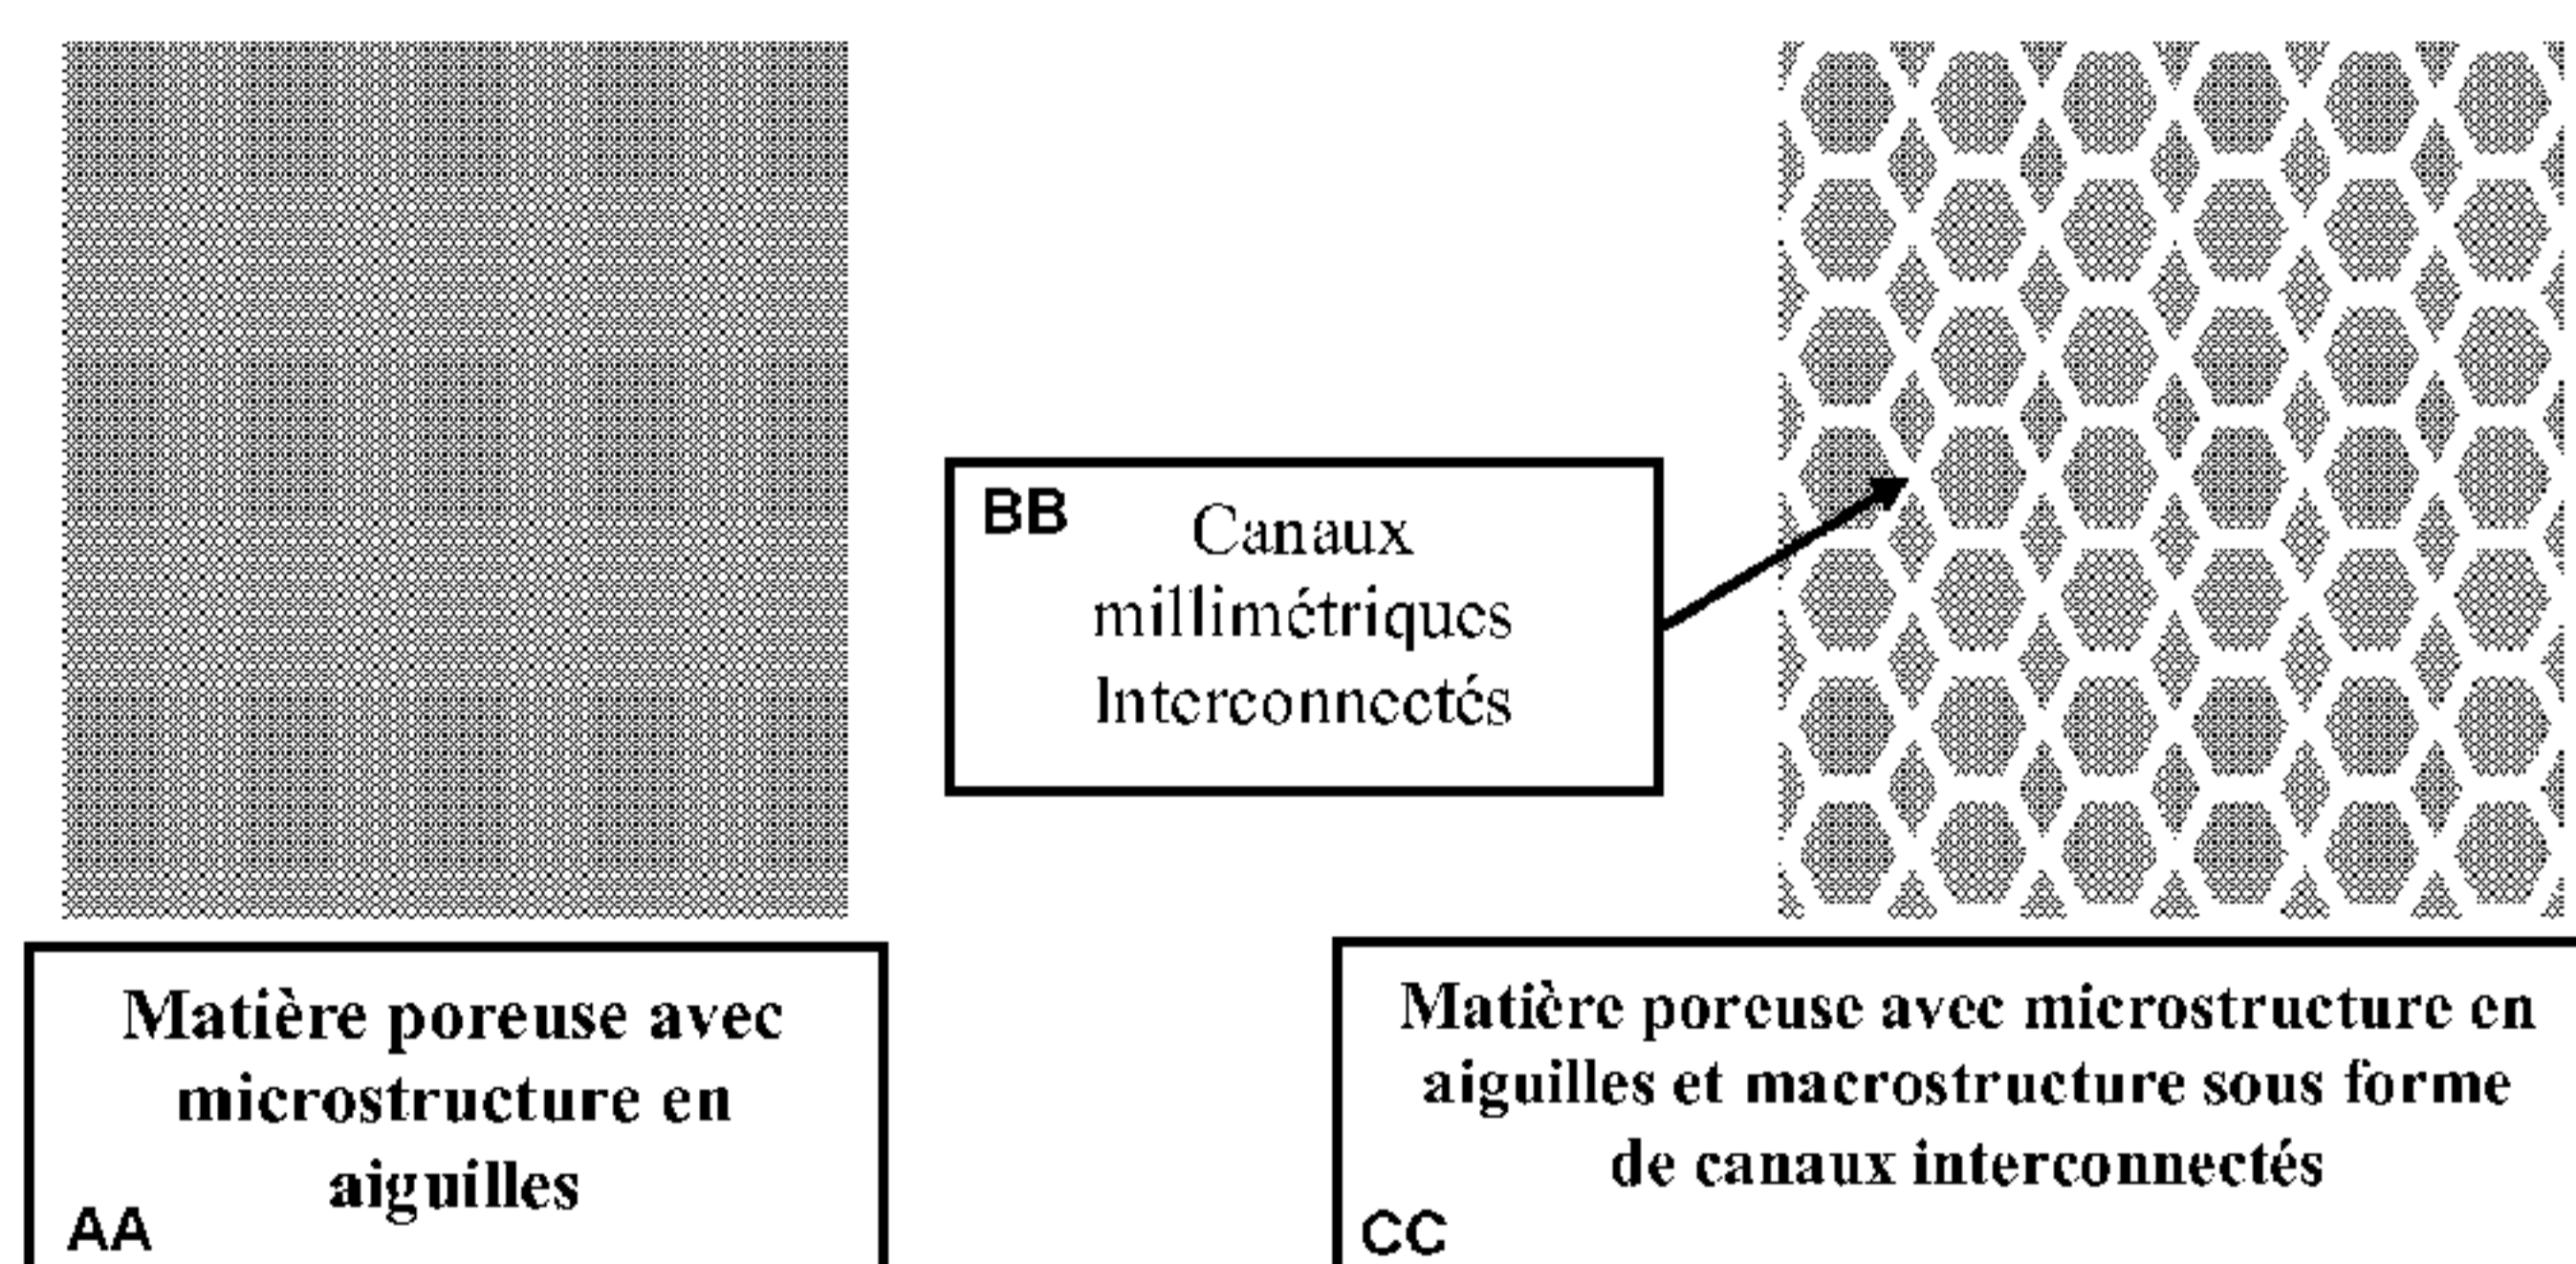 BB
Canaux
millimétriques
Interconnectés
Matière poreuse avec
microstructure en
aiguilles
AA
Matière poreuse avec microstructure en
aiguilles et macrostructure sous forme
de canaux interconnectés
CC